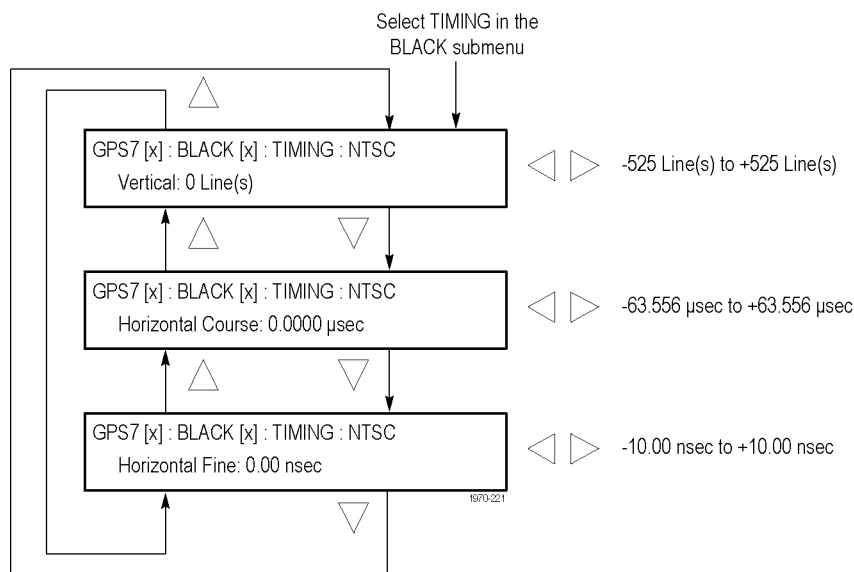 Select TIMING in the
BLACK submenu
GPS7 [x] : BLACK [x] : TIMING : NTSC
Vertical: 0 Line(s)
-525 Line(s) to +525 Line(s)
GPS7 [x] : BLACK [x] : TIMING : NTSC
Horizontal Course: 0.0000 µsec
-63.556 µsec to +63.556 µsec
GPS7 [x] : BLACK [x] : TIMING : NTSC
Horizontal Fine: 0.00 nsec
-10.00 nsec to +10.00 nsec
1970-221